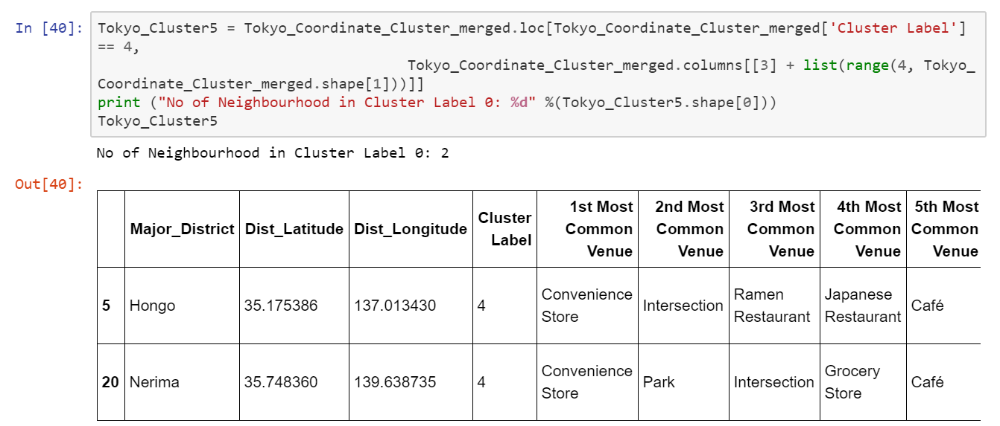 In [40]: Tokyo_Cluster5 = Tokyo_Coordinate_Cluster_merged.loc[Tokyo_Coordinate_Cluster_merged['Cluster Label']
== 4,
Tokyo_Coordinate_Cluster_merged.columns[[3] + list(range(4, Tokyo_
Coordinate_Cluster_merged.shape[1]))]]
print ("No of Neighbourhood in Cluster Label 0: %d" %(Tokyo_Cluster5.shape[0]))
Tokyo_Cluster5
No of Neighbourhood in Cluster Label 0: 2
Out[40]:
Major_District Dist_Latitude Dist_Longitude Cluster Label 1st Most Common Venue 2nd Most Common Venue 3rd Most Common Venue 4th Most Common Venue 5th Most Common Venue
5 Hongo 35.175386 137.013430 4 Convenience Store Intersection Ramen Restaurant Japanese Restaurant Café
20 Nerima 35.748360 139.638735 4 Convenience Store Park Intersection Grocery Store Café